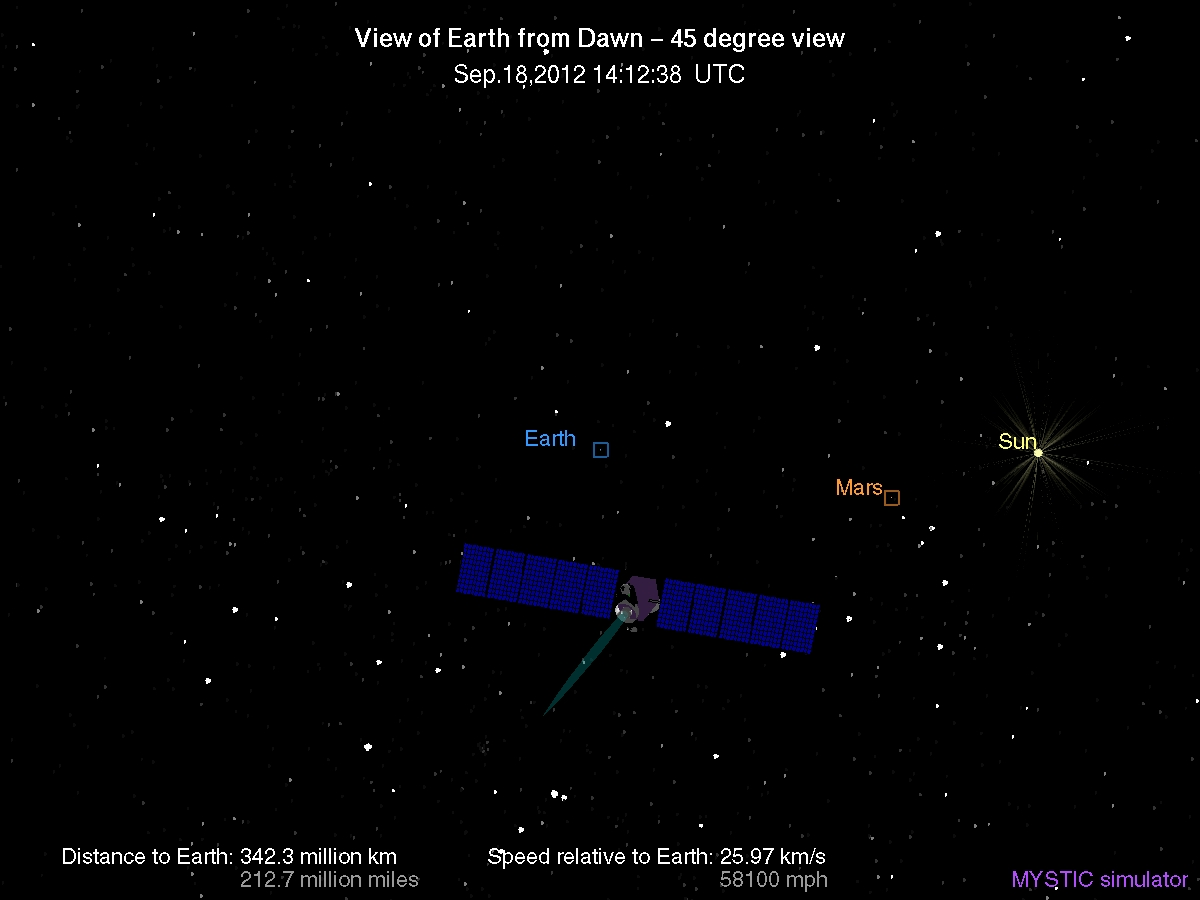 View of Earth from Dawn – 45 degree view
Sep.18,2012 14:12:38 UTC
Earth
Sun
Mars
Distance to Earth: 342.3 million km
212.7 million miles
Speed relative to Earth: 25.97 km/s
58100 mph
MYSTIC simulator